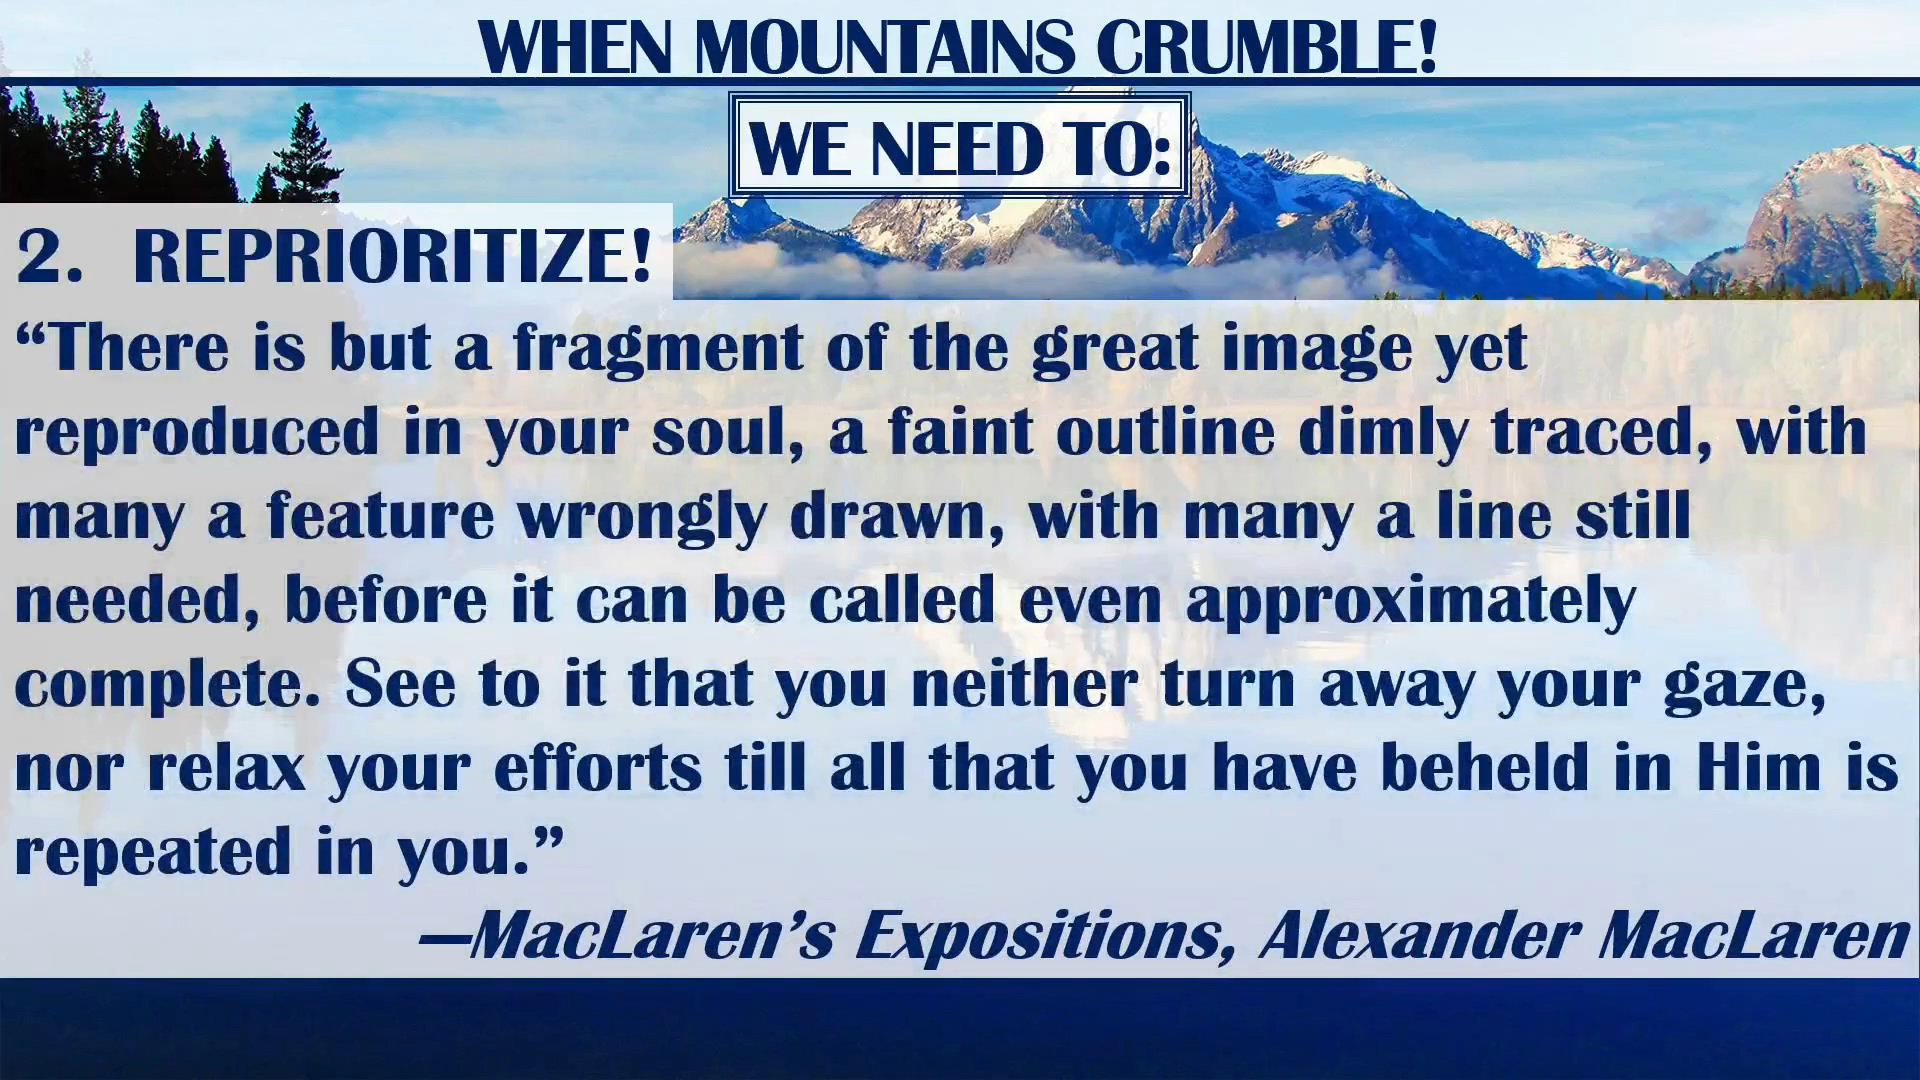 WHEN MOUNTAINS CRUMBLE!
WE NEED TO:
2. REPRIORITIZE!
“There is but a fragment of the great image yet
reproduced in your soul, a faint outline dimly traced, with
many a feature wrongly drawn, with many a line still
needed, before it can be called even approximately
complete. See to it that you neither turn away your gaze,
nor relax your efforts till all that you have beheld in Him is
repeated in you.”
—MacLaren’s Expositions, Alexander MacLaren